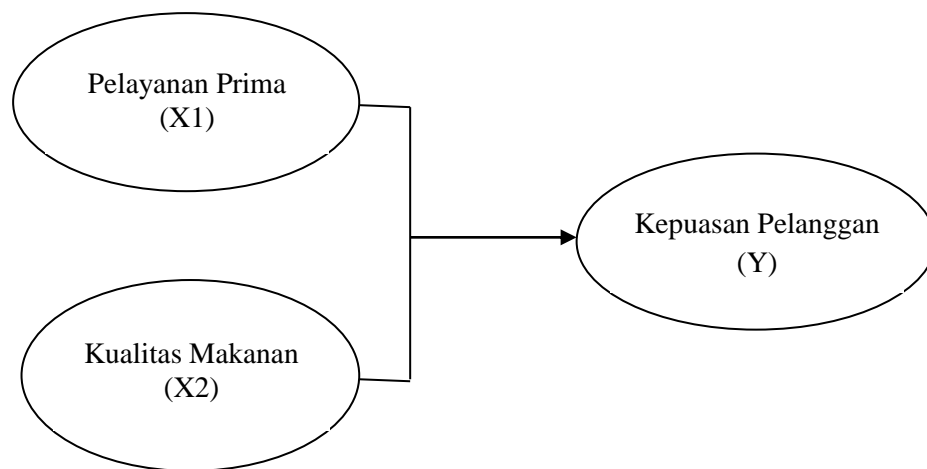 Pelayanan Prima
(X1)
Kepuasan Pelanggan
(Y)
Kualitas Makanan
(X2)